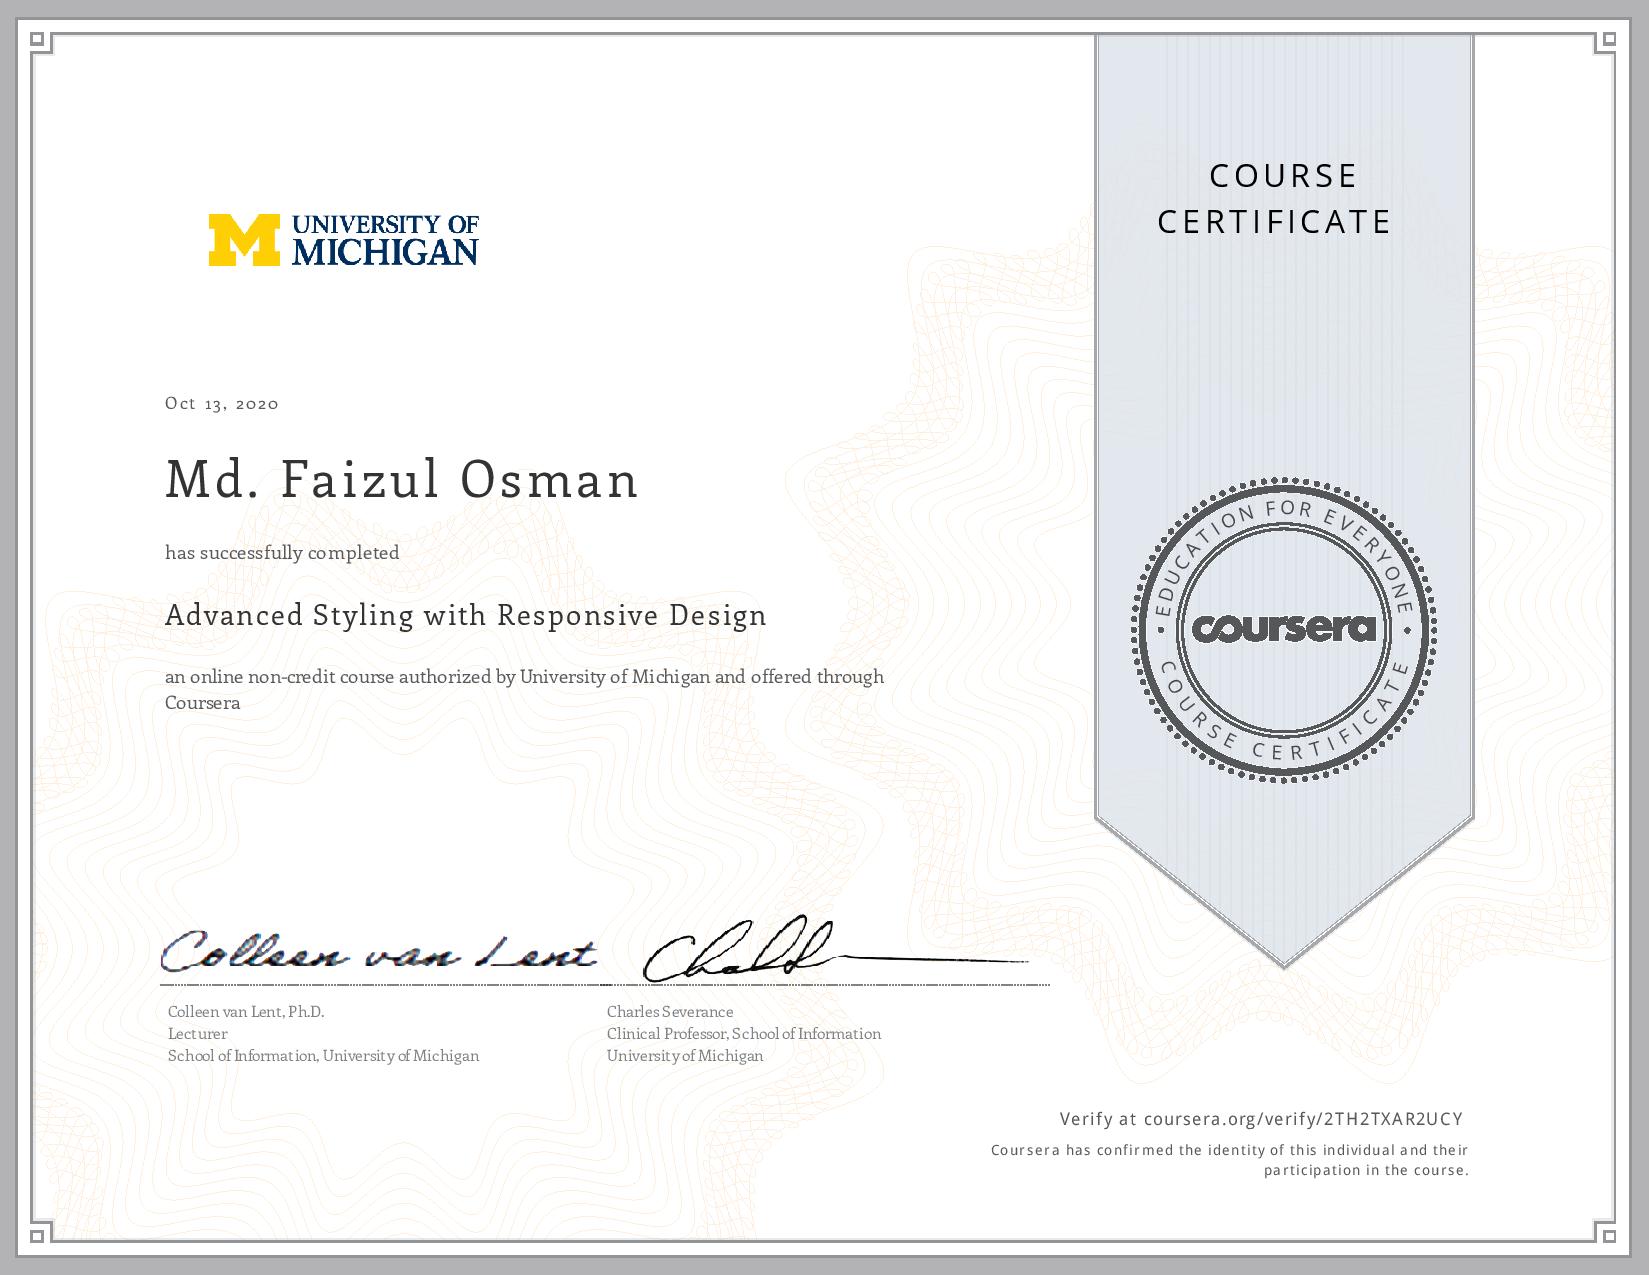 COURSE
CERTIFICATE
UNIVERSITY OF
MICHIGAN
Oct 13, 2020
Md. Faizul Osman
has successfully completed
Advanced Styling with Responsive Design
an online non-credit course authorized by University of Michigan and offered through
Coursera
EDUCATION FOR EVERYONE
coursera
COURSE CERTIFICATE
Colleen van Lent
Colleen van Lent, Ph.D.
Lecturer
School of Information, University of Michigan
Charles Severance
Clinical Professor, School of Information
University of Michigan
Verify at coursera.org/verify/2TH2TXAR2UCY
Coursera has confirmed the identity of this individual and their
participation in the course.